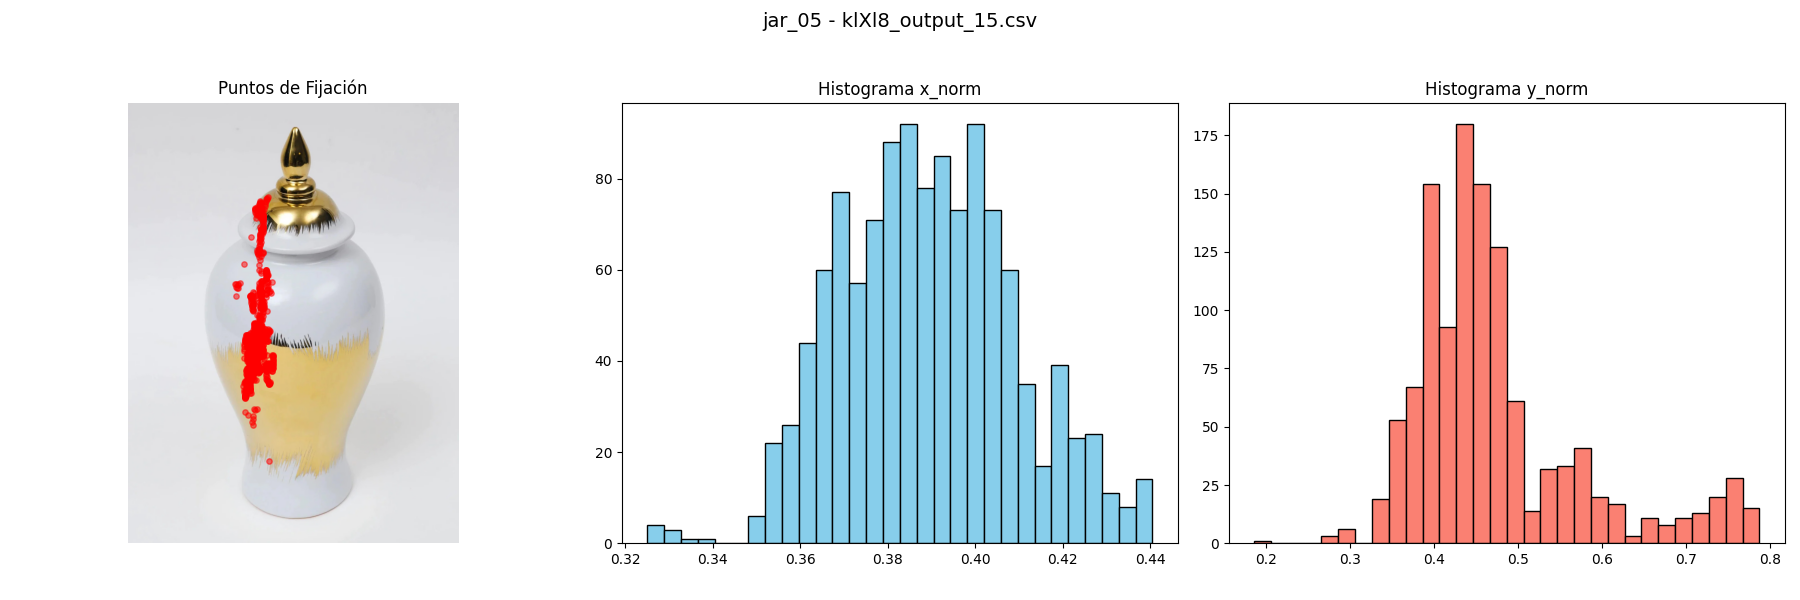 jar_05 - klXl8_output_15.csv
Puntos de Fijación
Histograma x_norm
80
60
40
20
0
0.32 0.34 0.36 0.38 0.40 0.42 0.44
Histograma y_norm
175
150
125
100
75
50
25
0
0.2 0.3 0.4 0.5 0.6 0.7 0.8